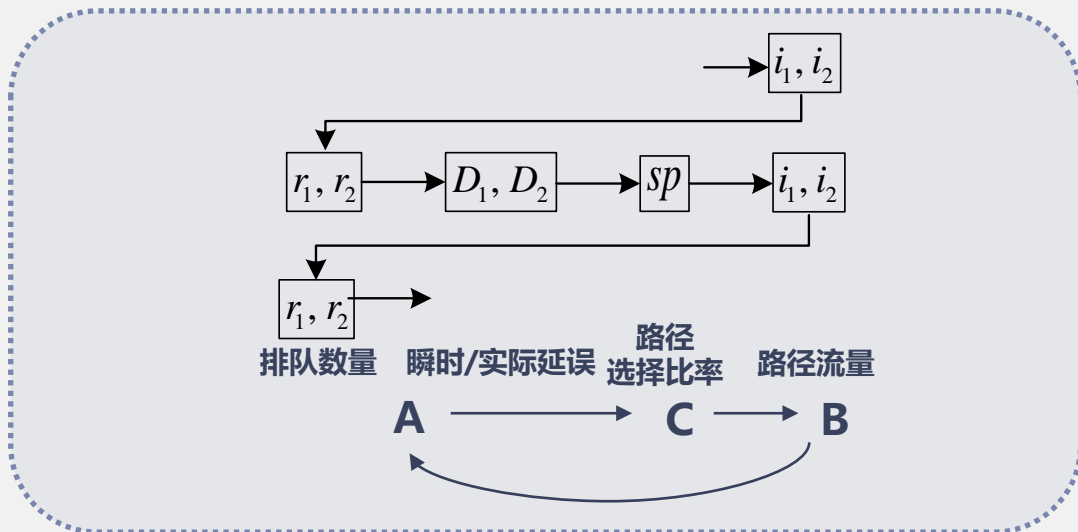 i₁, i₂
r₁, r₂ D₁, D₂ sp i₁, i₂
r₁, r₂
排队数量 瞬时/实际延误 路径选择比率 路径流量
A C B